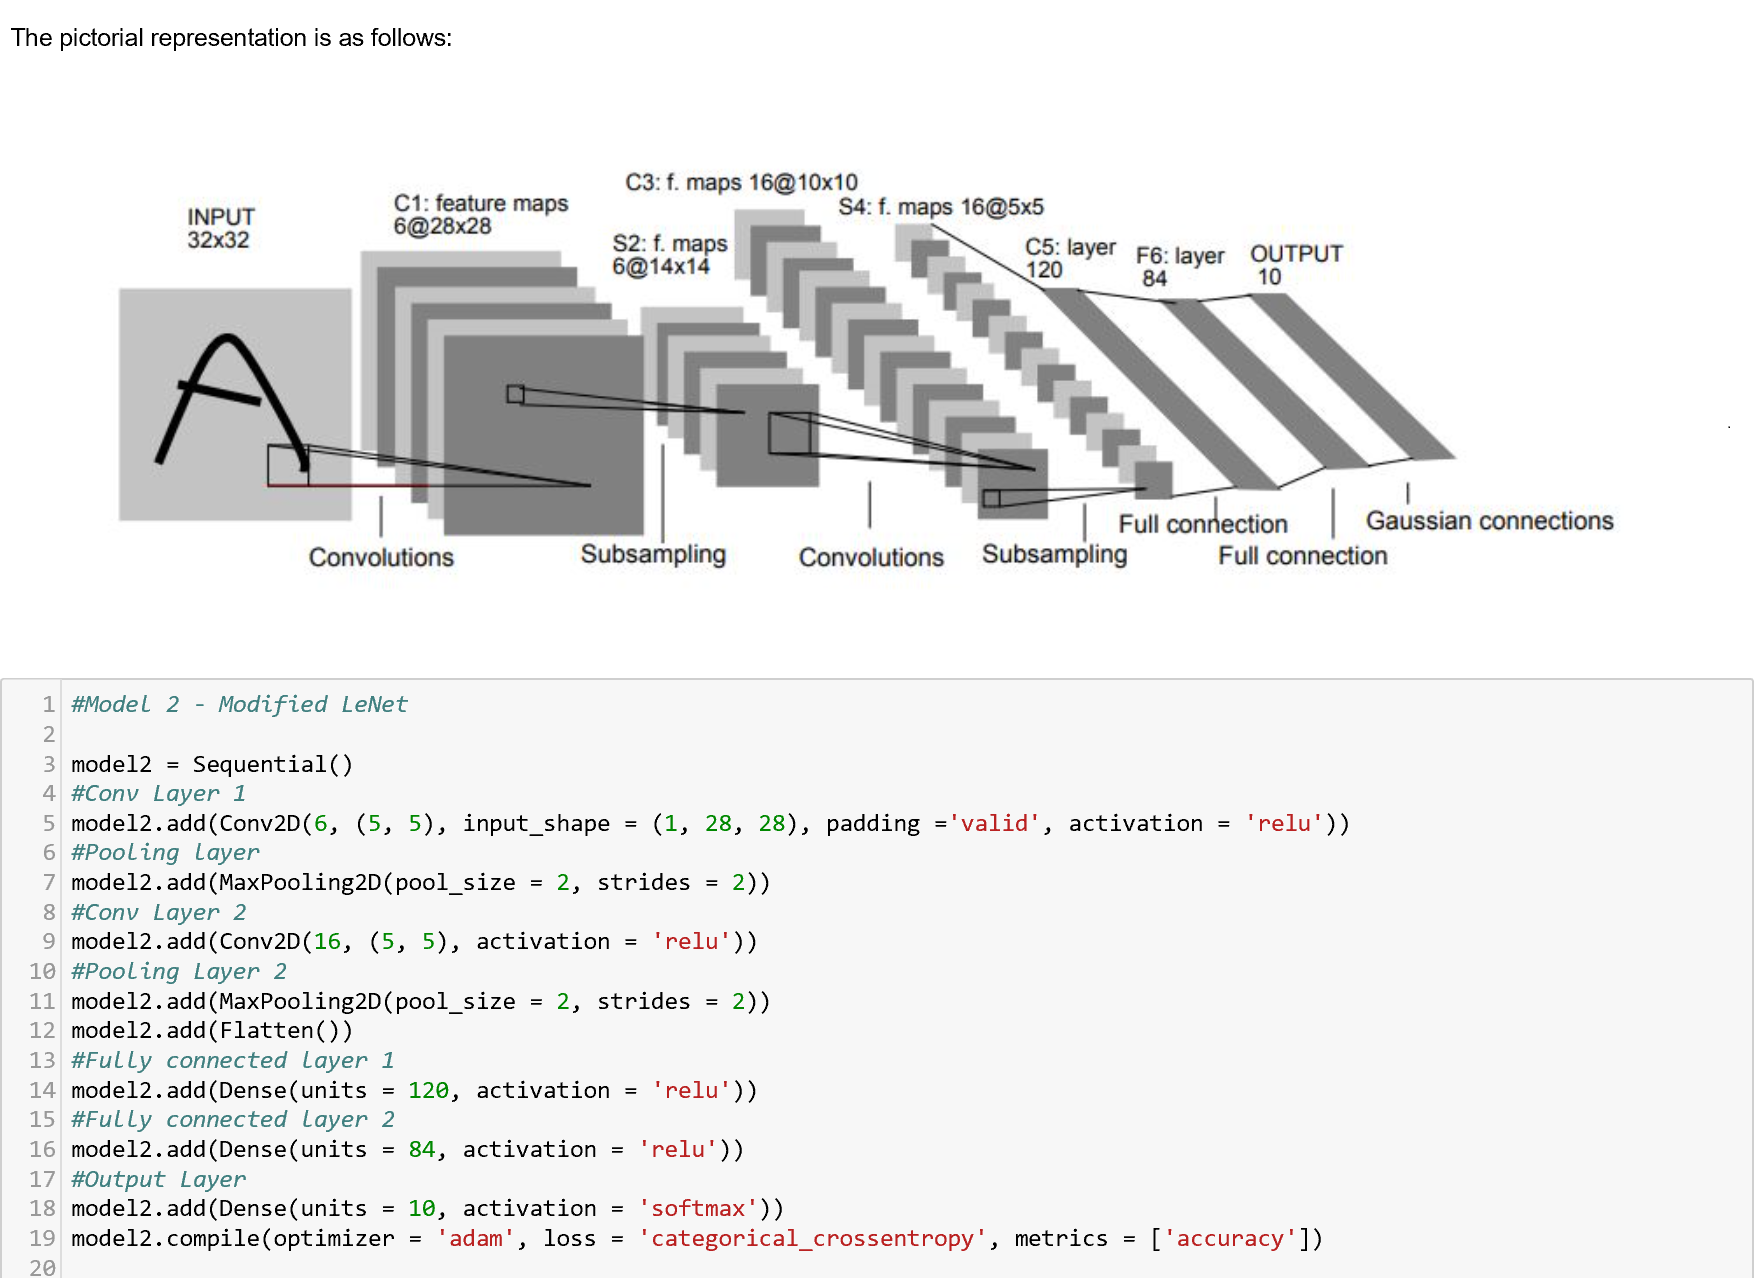 The pictorial representation is as follows:
INPUT
32x32
C1: feature maps
6@28x28
S2: f. maps
6@14x14
C3: f. maps 16@10x10
S4: f. maps 16@5x5
C5: layer
120
F6: layer
84
OUTPUT
10
Convolutions
Subsampling
Convolutions
Subsampling
Full connection
Full connection
Gaussian connections
1 #Model 2 - Modified LeNet
2
3 model2 = Sequential()
4 #Conv Layer 1
5 model2.add(Conv2D(6, (5, 5), input_shape = (1, 28, 28), padding ='valid', activation = 'relu'))
6 #Pooling layer
7 model2.add(MaxPooling2D(pool_size = 2, strides = 2))
8 #Conv Layer 2
9 model2.add(Conv2D(16, (5, 5), activation = 'relu'))
10 #Pooling Layer 2
11 model2.add(MaxPooling2D(pool_size = 2, strides = 2))
12 model2.add(Flatten())
13 #Fully connected layer 1
14 model2.add(Dense(units = 120, activation = 'relu'))
15 #Fully connected layer 2
16 model2.add(Dense(units = 84, activation = 'relu'))
17 #Output Layer
18 model2.add(Dense(units = 10, activation = 'softmax'))
19 model2.compile(optimizer = 'adam', loss = 'categorical_crossentropy', metrics = ['accuracy'])
20